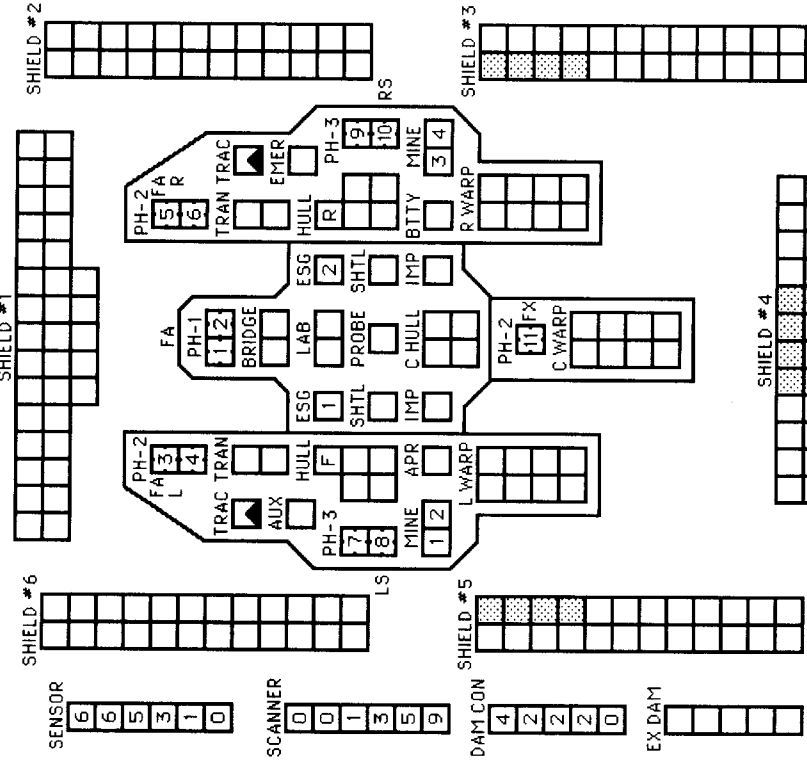 SHIELD #1
SHIELD #2
SHIELD #3
SHIELD #4
SHIELD #5
SHIELD #6
RS
LS
FA
PH-1
1 2
BRIDGE
LAB
PROBE
C HULL
PH-2
11
FX
C WARP
ESG
1
SHTL
IMP
ESG
2
SHTL
IMP
PH-2
FA
L
3
4
TRAC TRAN
AUX
HULL
F
PH-3
7
8
MINE
1 2
APR
L WARP
PH-2
FA
R
5
6
TRAN TRAC
EMER
HULL
R
PH-3
9
10
BTTY
MINE
3 4
R WARP
SENSOR
6
6
5
3
1
0
SCANNER
0
0
1
3
5
9
DAM CON
4
2
2
2
0
EX DAM